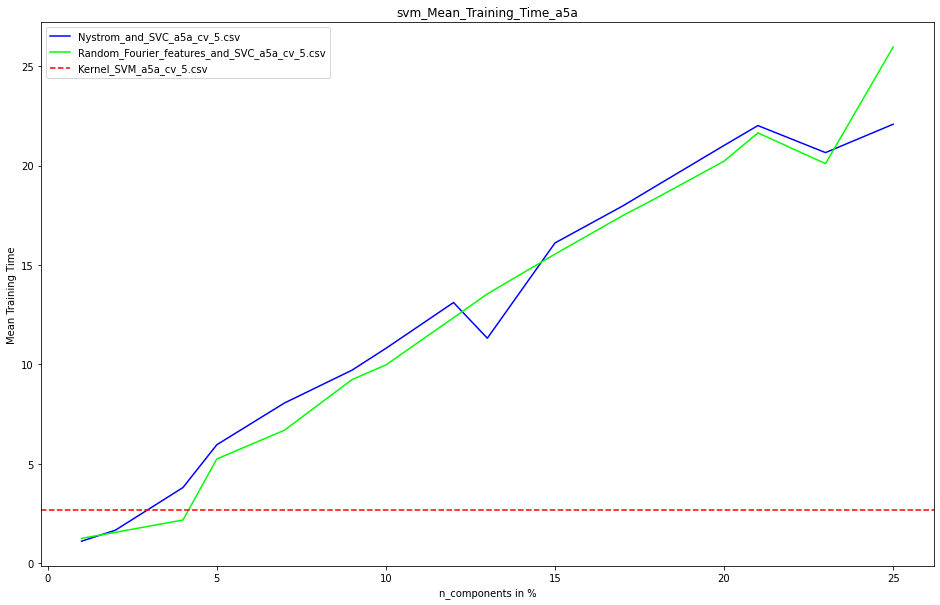 svm_Mean_Training_Time_a5a
Nystrom_and_SVC_a5a_cv_5.csv
Random_Fourier_features_and_SVC_a5a_cv_5.csv
Kernel_SVM_a5a_cv_5.csv
Mean Training Time
25
20
15
10
5
0
0 5 10 15 20 25
n_components in %